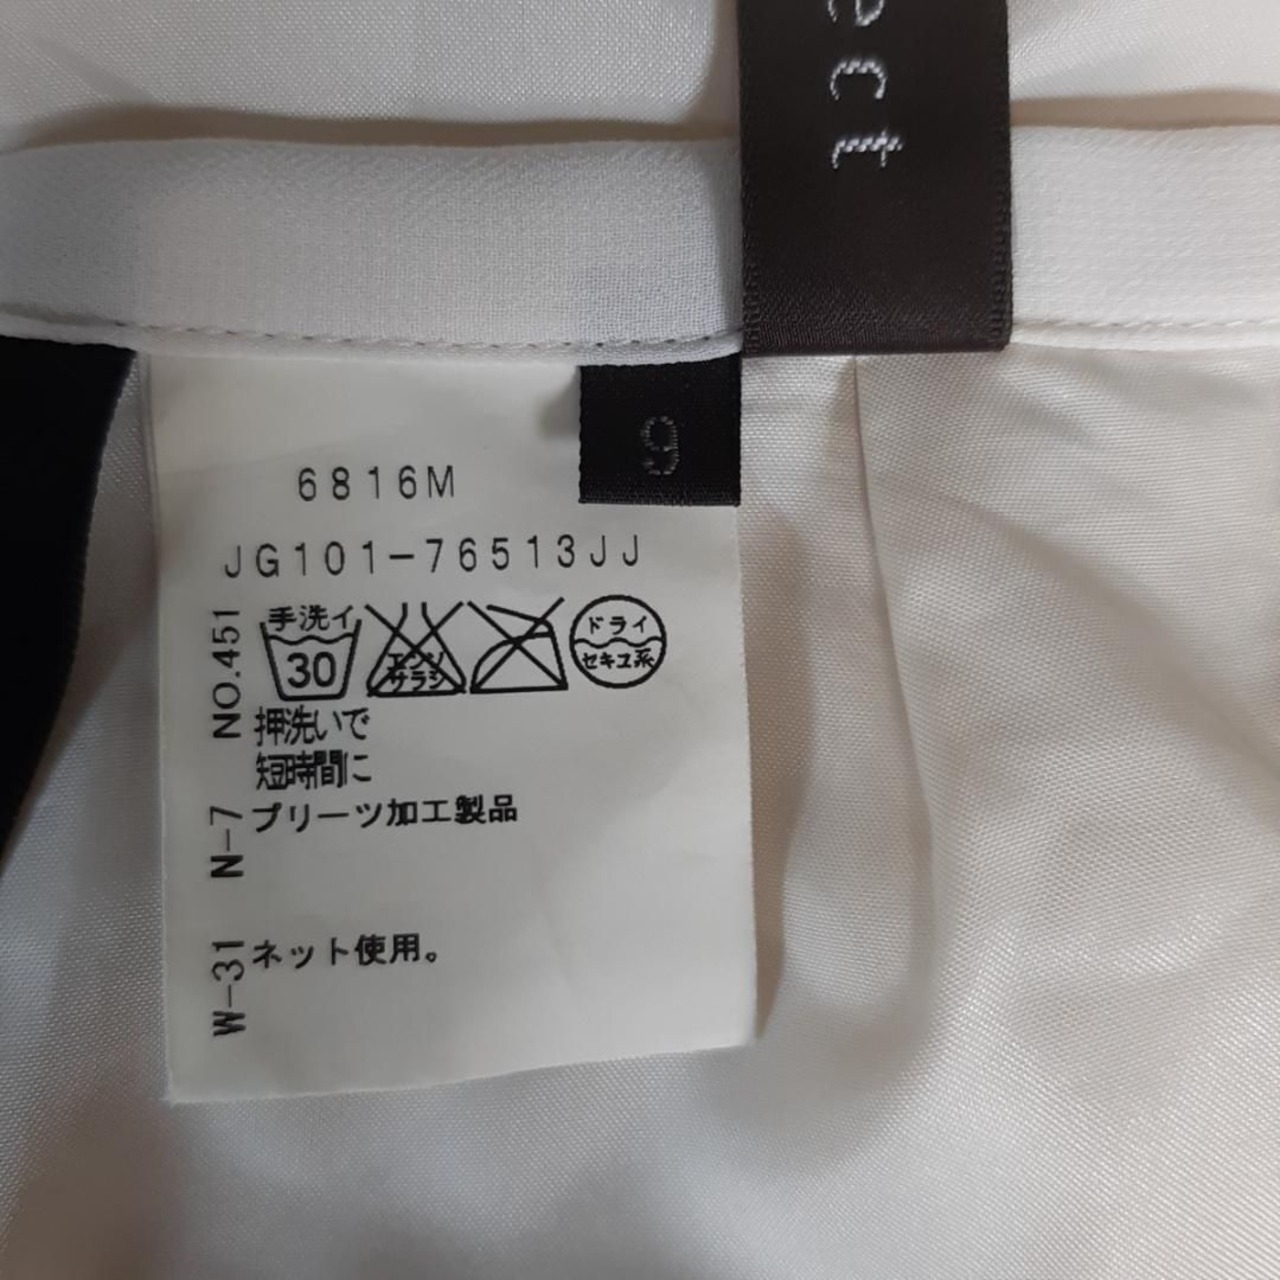 ect
9
6816M
JG101-76513JJ
手洗イ
30
エンソ
サラシ
ドライ
セキユ系
NO.451
押洗いで
短時間に
N-7
プリーツ加工製品
W-31
ネット使用。